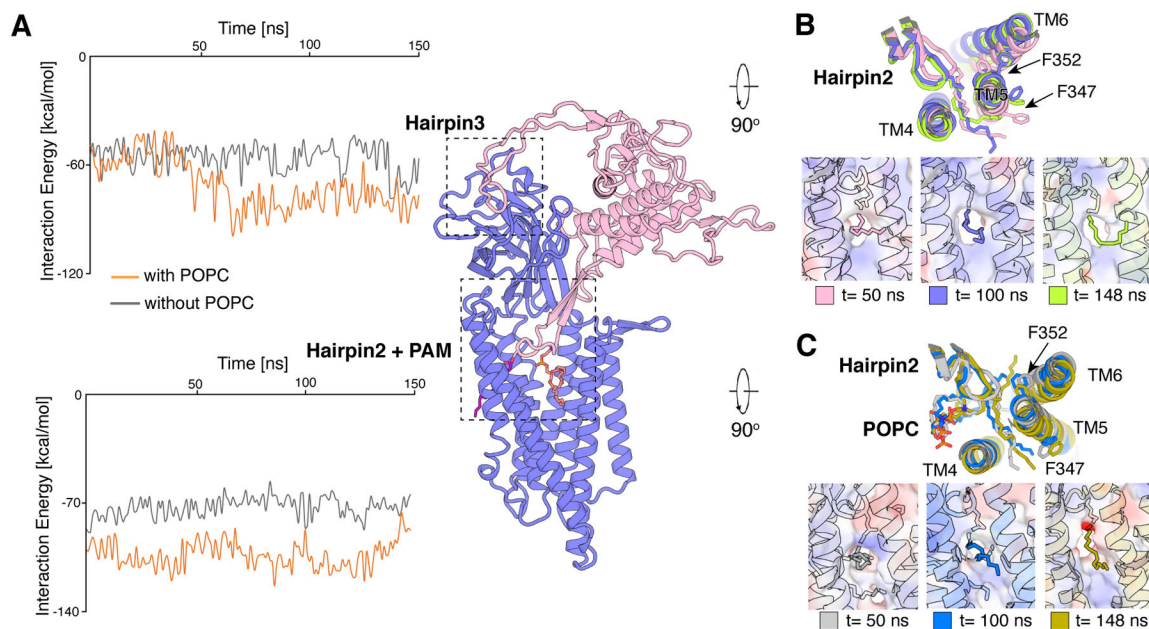 A
Time [ns]
50 100 150
0
-60
-120
Interaction Energy [kcal/mol]
with POPC
without POPC
Time [ns]
50 100 150
0
-70
-140
Interaction Energy [kcal/mol]
Hairpin3
Hairpin2 + PAM
90°
90°
B
TM6
Hairpin2
F352
TM5
F347
TM4
t= 50 ns t= 100 ns t= 148 ns
C
F352
Hairpin2
TM6
POPC
TM5
TM4 F347
t= 50 ns t= 100 ns t= 148 ns